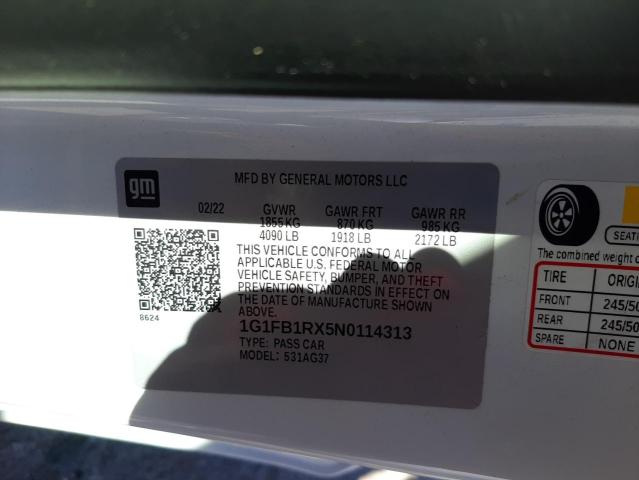 gm
MFD BY GENERAL MOTORS LLC
02/22 GVWR GAWR FRT GAWR RR
1855 KG 870 KG 985 KG
4090 LB 1918 LB 2172 LB
THIS VEHICLE CONFORMS TO ALL
APPLICABLE U.S. FEDERAL MOTOR
VEHICLE SAFETY, BUMPER, AND THEFT
PREVENTION STANDARDS IN EFFECT ON
THE DATE OF MANUFACTURE SHOWN
ABOVE.
8624
1G1FB1RX5N0114313
TYPE: PASS CAR
MODEL: 531AG37
SEATI
The combined weight o
TIRE ORIGI
FRONT 245/5
REAR 245/50
SPARE NONE